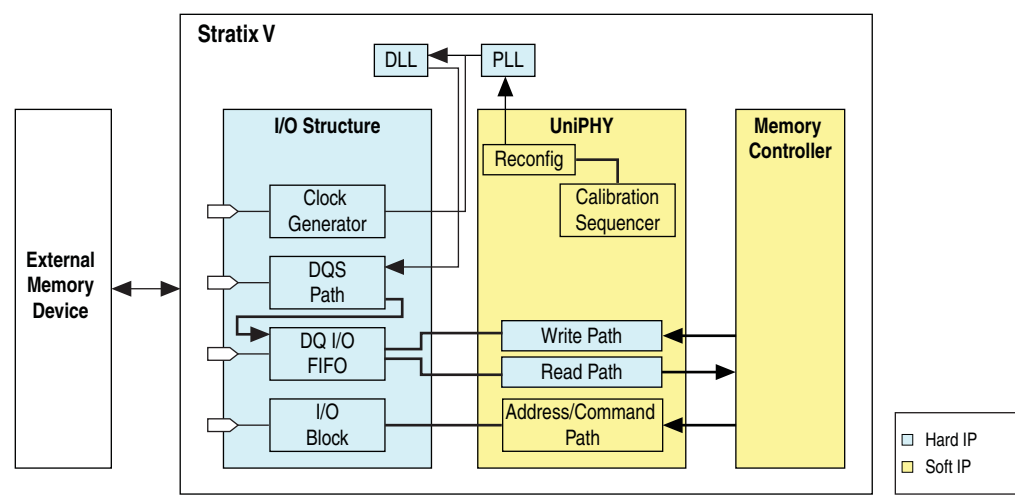 Stratix V
DLL
PLL
I/O Structure
UniPHY
Memory
Controller
Reconfig
Clock
Generator
Calibration
Sequencer
External
Memory
Device
DQS
Path
DQ I/O
FIFO
Write Path
Read Path
I/O
Block
Address/Command
Path
Hard IP
Soft IP